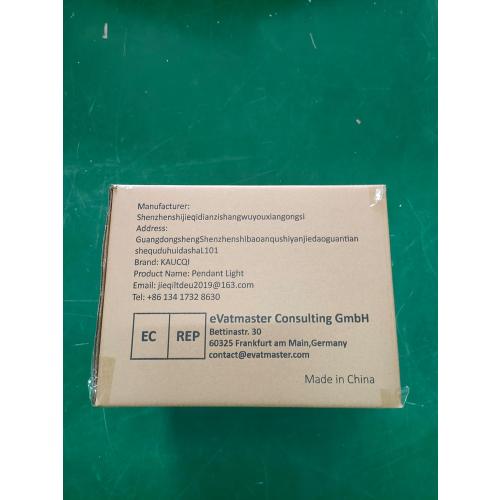 Manufacturer:
Shenzhenshijieqidianzishangwuyouxiangongsi
Address:
GuangdongshengShenzhenshibaoanqushiyanjiedaoguantian
shequduhuidashaL101
Brand: KAUCQI
Product Name: Pendant Light
Email: jieqiltdeu2019@163.com
Tel: +86 134 1732 8630
EC REP
eVatmaster Consulting GmbH
Bettinastr. 30
60325 Frankfurt am Main,Germany
contact@evatmaster.com
Made in China